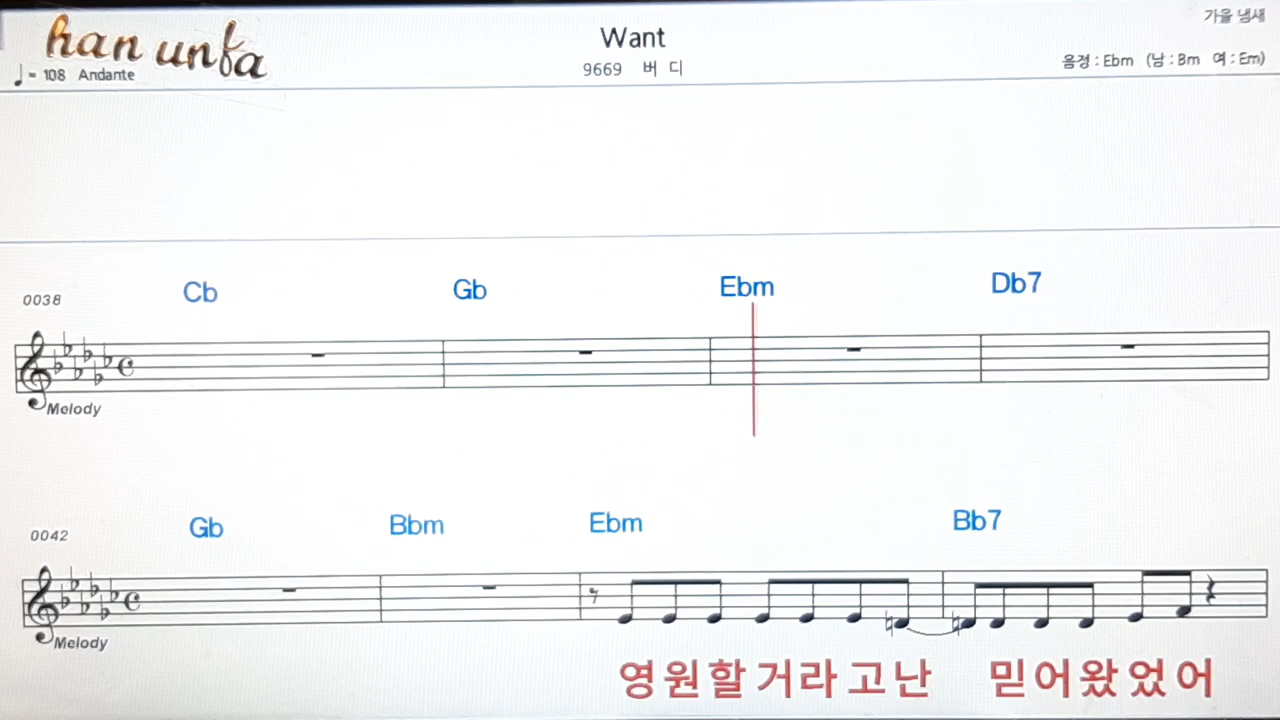 han unfa
Want
가을 냄새
♩= 108 Andante
9669 버 디
음정 : Ebm (남 : Bm 여 : Em)
0038
Cb Gb Ebm Db7
Melody
0042
Gb Bbm Ebm Bb7
Melody
영원할거라고난 믿어왔었어